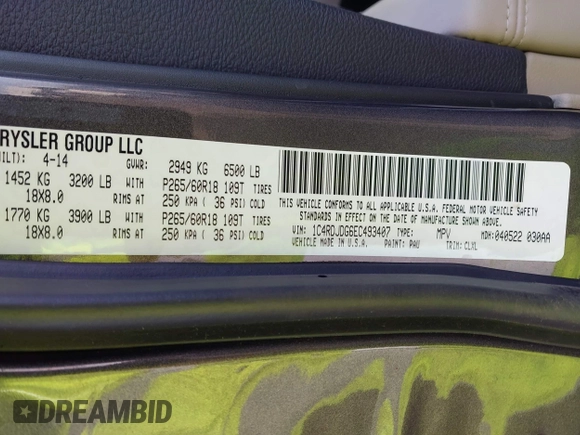 RYSLER GROUP LLC
ILT): 4-14 GVWR: 2949 KG 6500 LB
1452 KG 3200 LB WITH P265/60R18 109T TIRES
18X8.0 RIMS AT 250 KPA ( 36 PSI) COLD
1770 KG 3900 LB WITH P265/60R18 109T TIRES
18X8.0 RIMS AT 250 KPA ( 36 PSI) COLD
THIS VEHICLE CONFORMS TO ALL APPLICABLE U.S.A. FEDERAL MOTOR VEHICLE SAFETY
STANDARDS IN EFFECT ON THE DATE OF MANUFACTURE SHOWN ABOVE.
VEHICLE MADE IN U.S.A.
VIN: 1C4RDJDG6EC493407 TYPE: MPV MDH: 040522 030AA
PAINT: PAU TRIM: CLXL
DREAMBID